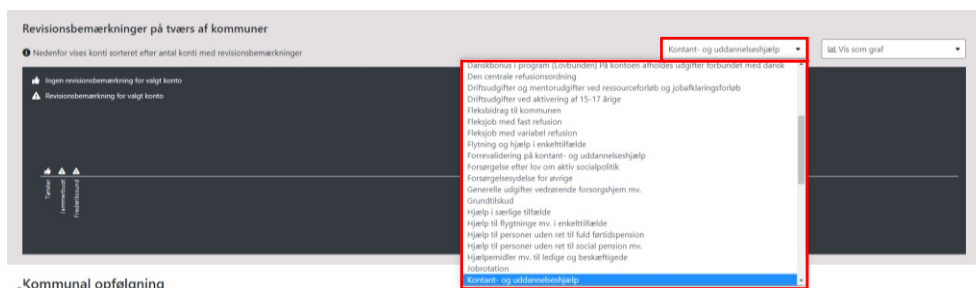 Revisionsbemærkninger på tværs af kommuner
Nedenfor vises konti sorteret efter antal konti med revisionsbemærkninger
Kontant- og uddannelseshjælp
Vis som graf
Ingen revisionsbemærkning for valgt konto
Revisionsbemærkning for valgt konto
Tønder
Jammerbugt
Frederikssund
Danskbonus i program (Lovbunden) På kontoen afholdes udgifter forbundet med dansk
Den centrale refusionsordning
Driftsudgifter og mentorudgifter ved ressourceforløb og jobafklaringsforløb
Driftsudgifter ved aktivering af 15-17 årige
Fleksbidrag til kommunen
Fleksjob med fast refusion
Fleksjob med variabel refusion
Flytning og hjælp i enkelttilfælde
Forrevalidering på kontant- og uddannelseshjælp
Forsørgelse efter lov om aktiv socialpolitik
Forsørgelsesydelse for øvrige
Generelle udgifter vedrørende forsorgshjem mv.
Grundtilskud
Hjælp i særlige tilfælde
Hjælp til flygtninge mv. i enkelttilfælde
Hjælp til personer uden ret til fuld førtidspension
Hjælp til personer uden ret til social pension mv.
Hjælpemidler mv. til ledige og beskæftigede
Jobrotation
Kontant- og uddannelseshjælp
Kommunal opfølgning